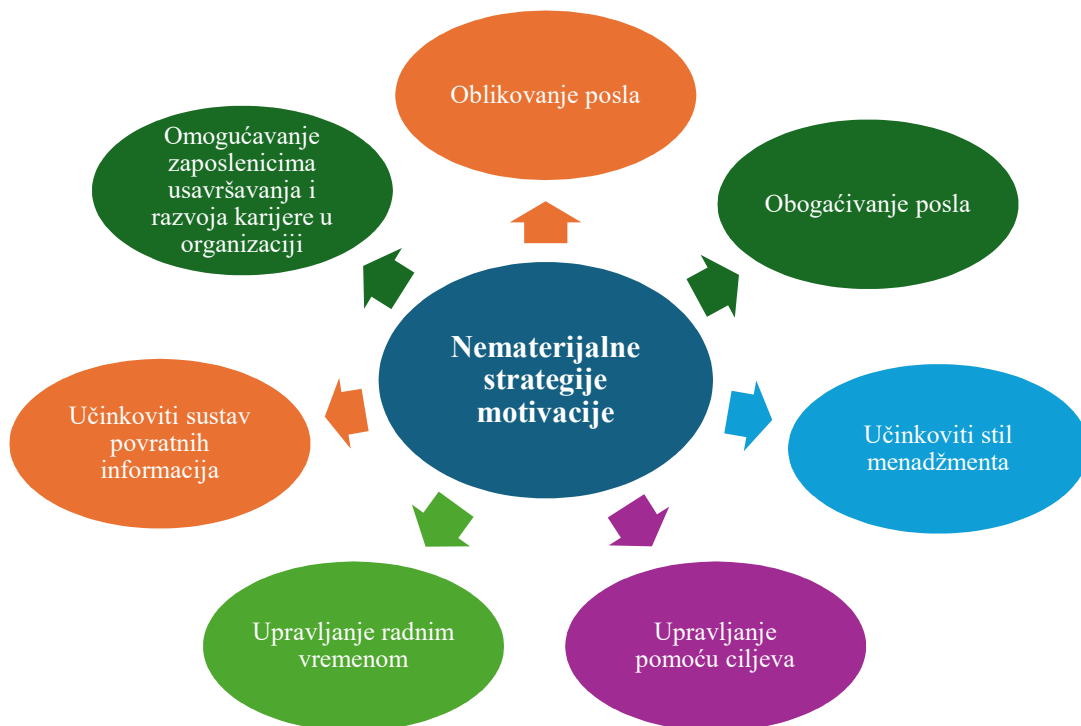 Oblikovanje posla
Obogaćivanje posla
Učinkoviti stil
menadžmenta
Upravljanje
pomoću ciljeva
Upravljanje radnim
vremenom
Učinkoviti sustav
povratnih
informacija
Omogućavanje
zaposlenicima
usavršavanja i
razvoja karijere u
organizaciji
Nematerijalne
strategije
motivacije